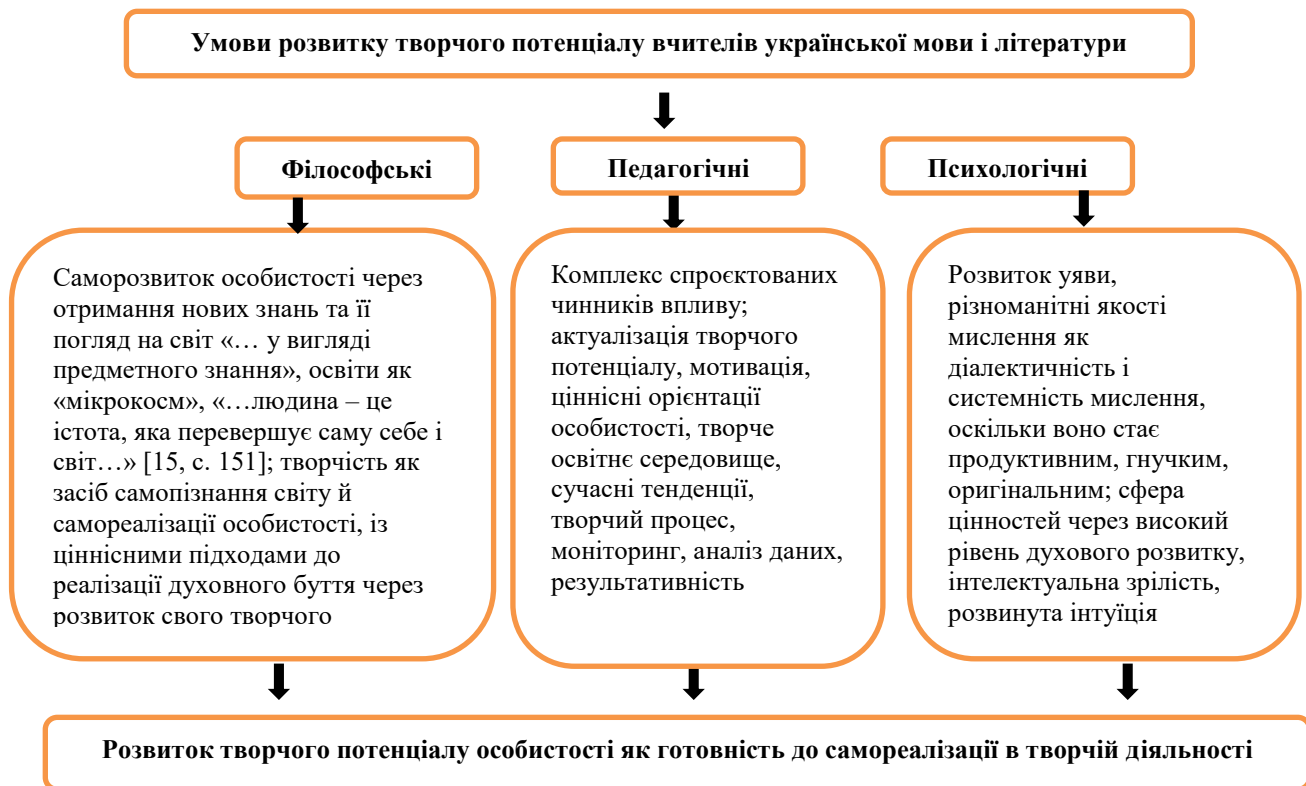 Умови розвитку творчого потенціалу вчителів української мови і літератури
Філософські
Педагогічні
Психологічні
Саморозвиток особистості через
отримання нових знань та її
погляд на світ «… у вигляді
предметного знання», освіти як
«мікрокосм», «…людина – це
істота, яка перевершує саму себе і
світ…» [15, с. 151]; творчість як
засіб самопізнання світу й
самореалізації особистості, із
ціннісними підходами до
реалізації духовного буття через
розвиток свого творчого
Комплекс спроєктованих
чинників впливу;
актуалізація творчого
потенціалу, мотивація,
ціннісні орієнтації
особистості, творче
освітнє середовище,
сучасні тенденції,
творчий процес,
моніторинг, аналіз даних,
результативність
Розвиток уяви,
різноманітні якості
мислення як
діалектичність і
системність мислення,
оскільки воно стає
продуктивним, гнучким,
оригінальним; сфера
цінностей через високий
рівень духового розвитку,
інтелектуальна зрілість,
розвинута інтуїція
Розвиток творчого потенціалу особистості як готовність до самореалізації в творчій діяльності